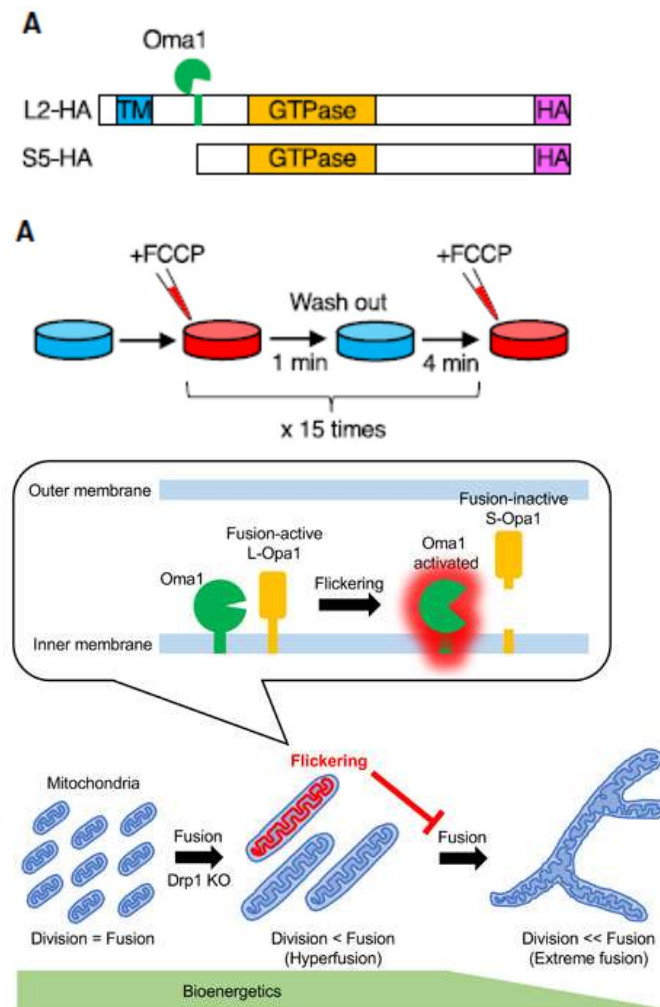 A
Oma1
L2-HA TM GTPase HA
S5-HA GTPase HA
A
+FCCP +FCCP
Wash out
1 min 4 min
x 15 times
Outer membrane
Fusion-inactive
S-Opa1
Fusion-active
L-Opa1
Oma1
activated
Oma1
Flickering
Inner membrane
Flickering
Mitochondria
Fusion
Drp1 KO
Fusion
Division = Fusion
Division < Fusion
(Hyperfusion)
Division << Fusion
(Extreme fusion)
Bioenergetics